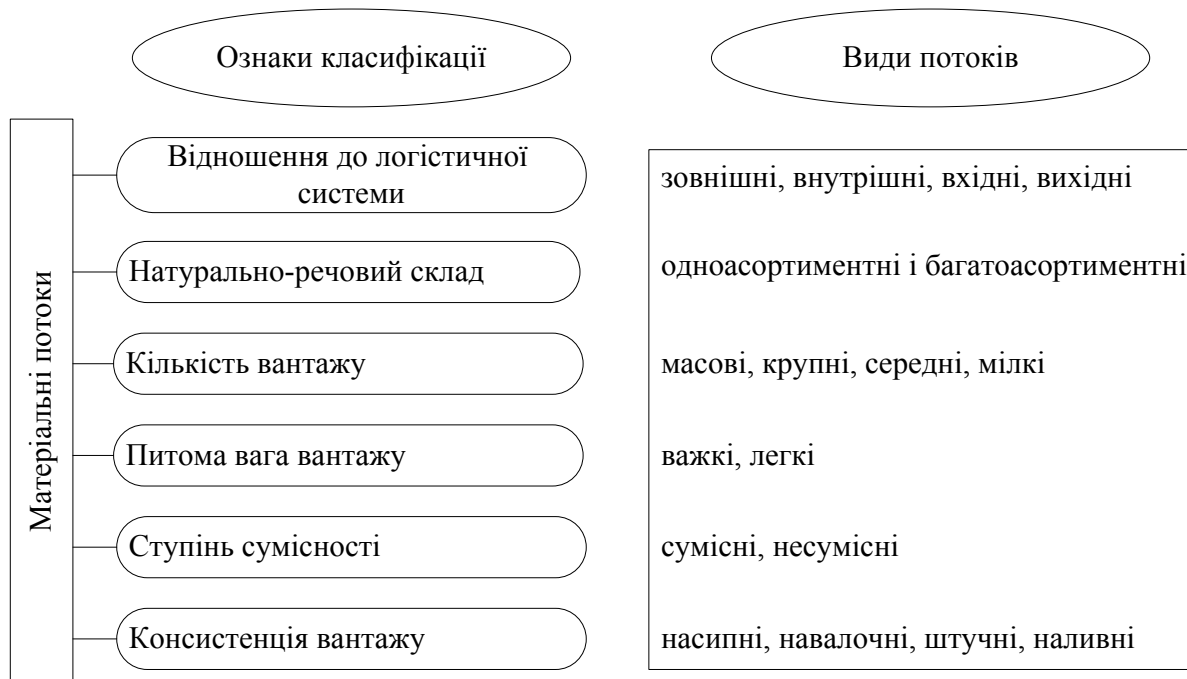 Ознаки класифікації
Види потоків
Матеріальні потоки
Відношення до логістичної
системи
зовнішні, внутрішні, вхідні, вихідні
Натурально-речовий склад
одноасортиментні і багатоасортиментні
Кількість вантажу
масові, крупні, середні, мілкі
Питома вага вантажу
важкі, легкі
Ступінь сумісності
сумісні, несумісні
Консистенція вантажу
насипні, навалочні, штучні, наливні